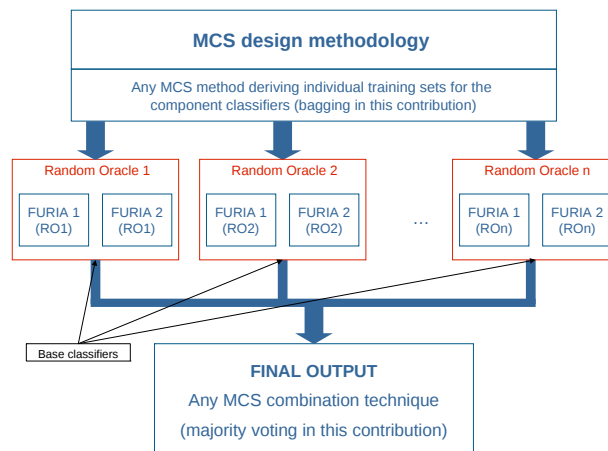 MCS design methodology
Any MCS method deriving individual training sets for the
component classifiers (bagging in this contribution)
Random Oracle 1
FURIA 1
(RO1)
FURIA 2
(RO1)
Random Oracle 2
FURIA 1
(RO2)
FURIA 2
(RO2)
...
Random Oracle n
FURIA 1
(ROn)
FURIA 2
(ROn)
Base classifiers
FINAL OUTPUT
Any MCS combination technique
(majority voting in this contribution)